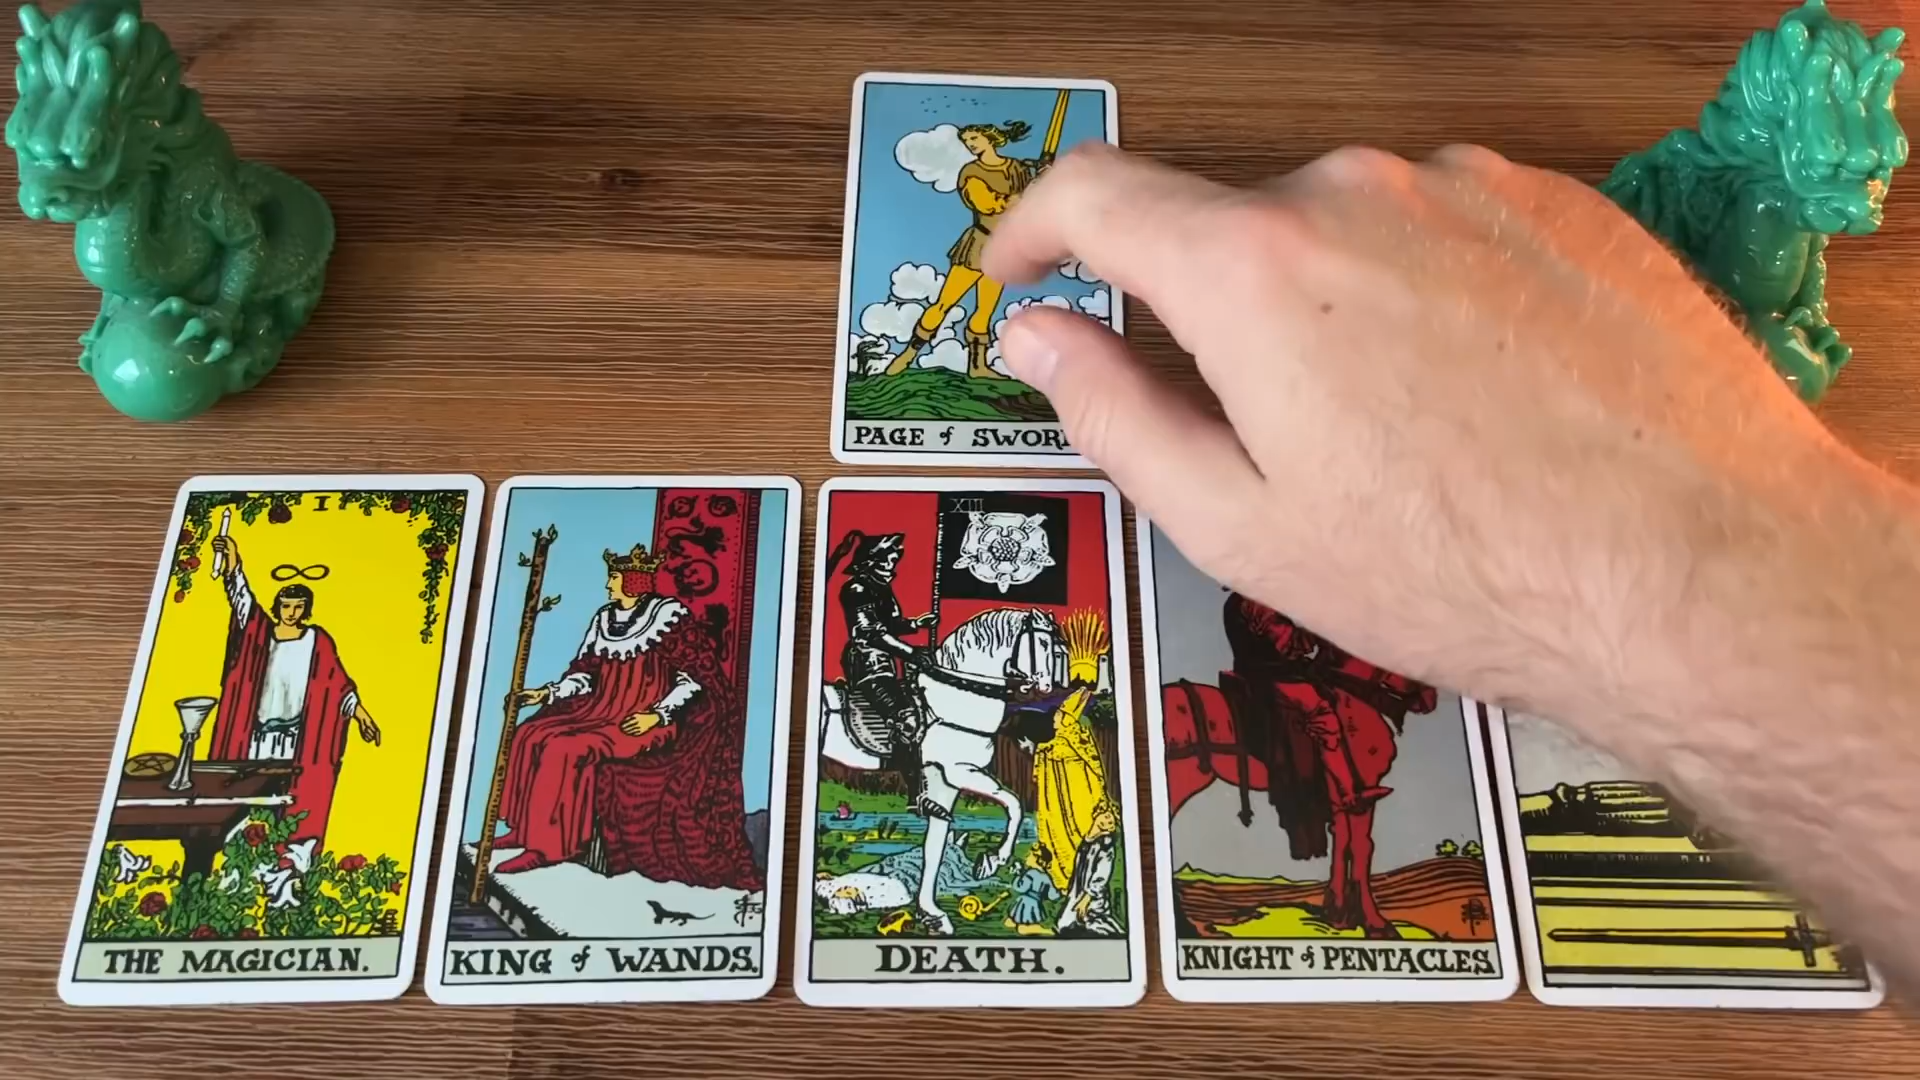 PAGE of SWOR
I
XIII
THE MAGICIAN.
KING of WANDS.
DEATH.
KNIGHT of PENTACLES